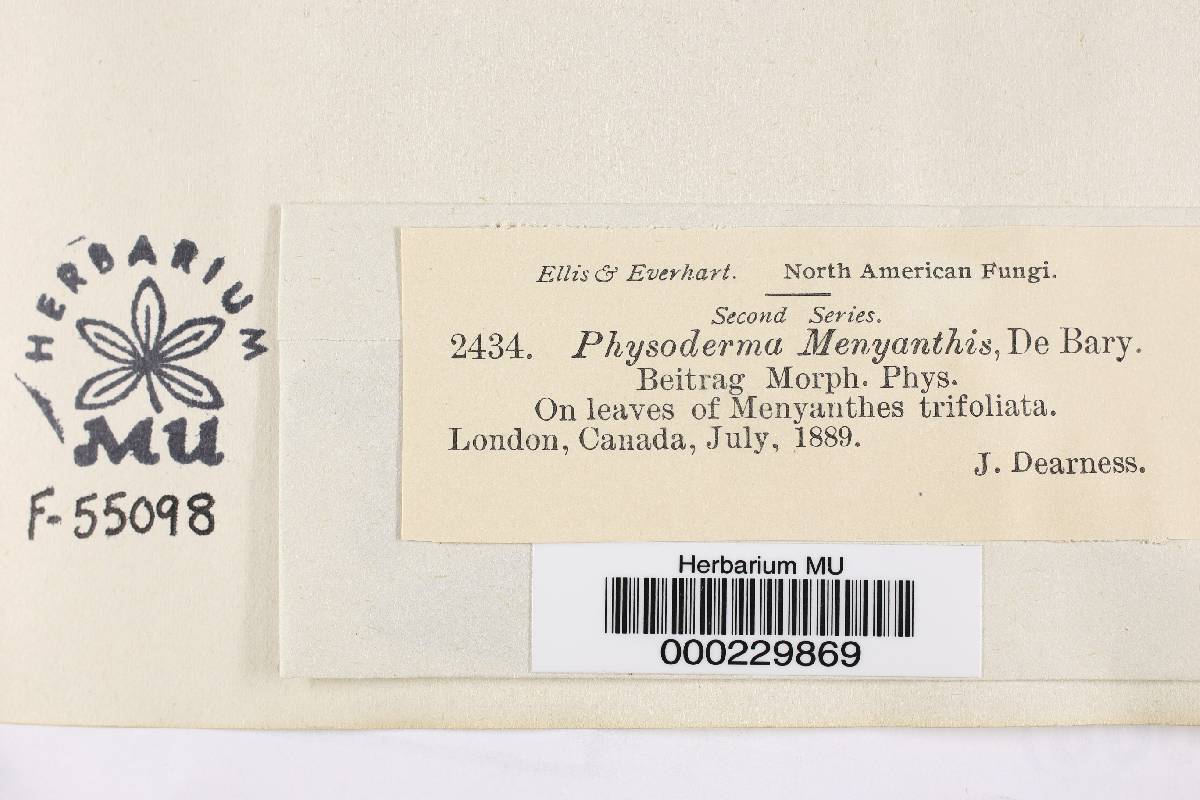 HERBARIUM
MU
F-55098
Ellis & Everhart. North American Fungi.
Second Series.
2434. Physoderma Menyanthis, De Bary.
Beitrag Morph. Phys.
On leaves of Menyanthes trifoliata.
London, Canada, July, 1889.
J. Dearness.
Herbarium MU
000229869